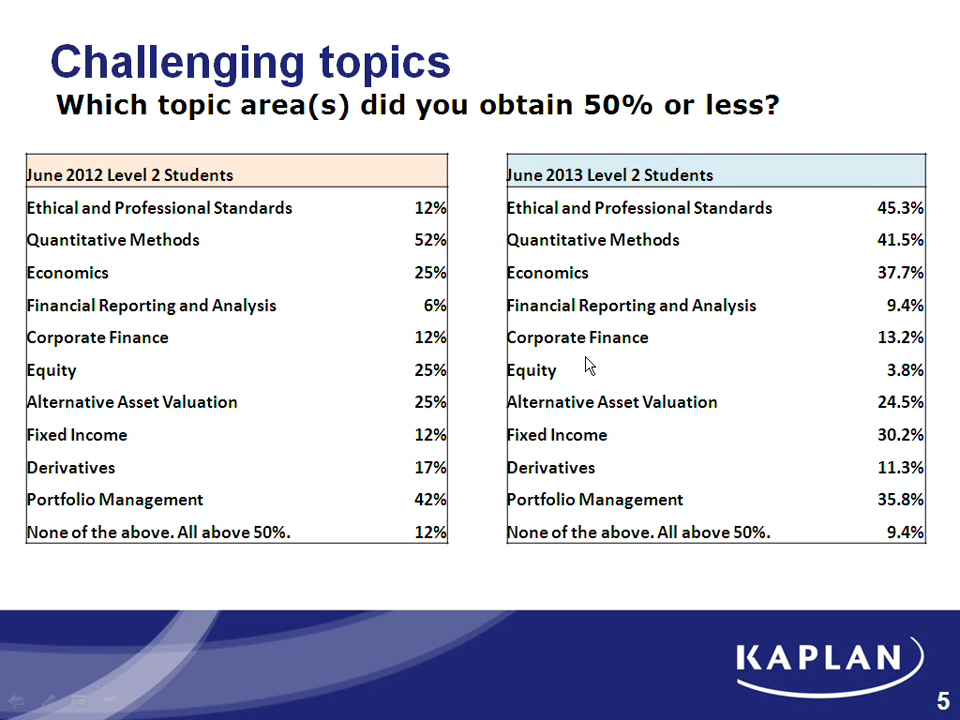 Challenging topics
Which topic area(s) did you obtain 50% or less?
June 2012 Level 2 Students
Ethical and Professional Standards 12%
Quantitative Methods 52%
Economics 25%
Financial Reporting and Analysis 6%
Corporate Finance 12%
Equity 25%
Alternative Asset Valuation 25%
Fixed Income 12%
Derivatives 17%
Portfolio Management 42%
None of the above. All above 50%. 12%
June 2013 Level 2 Students
Ethical and Professional Standards 45.3%
Quantitative Methods 41.5%
Economics 37.7%
Financial Reporting and Analysis 9.4%
Corporate Finance 13.2%
Equity 3.8%
Alternative Asset Valuation 24.5%
Fixed Income 30.2%
Derivatives 11.3%
Portfolio Management 35.8%
None of the above. All above 50%. 9.4%
KAPLAN
5